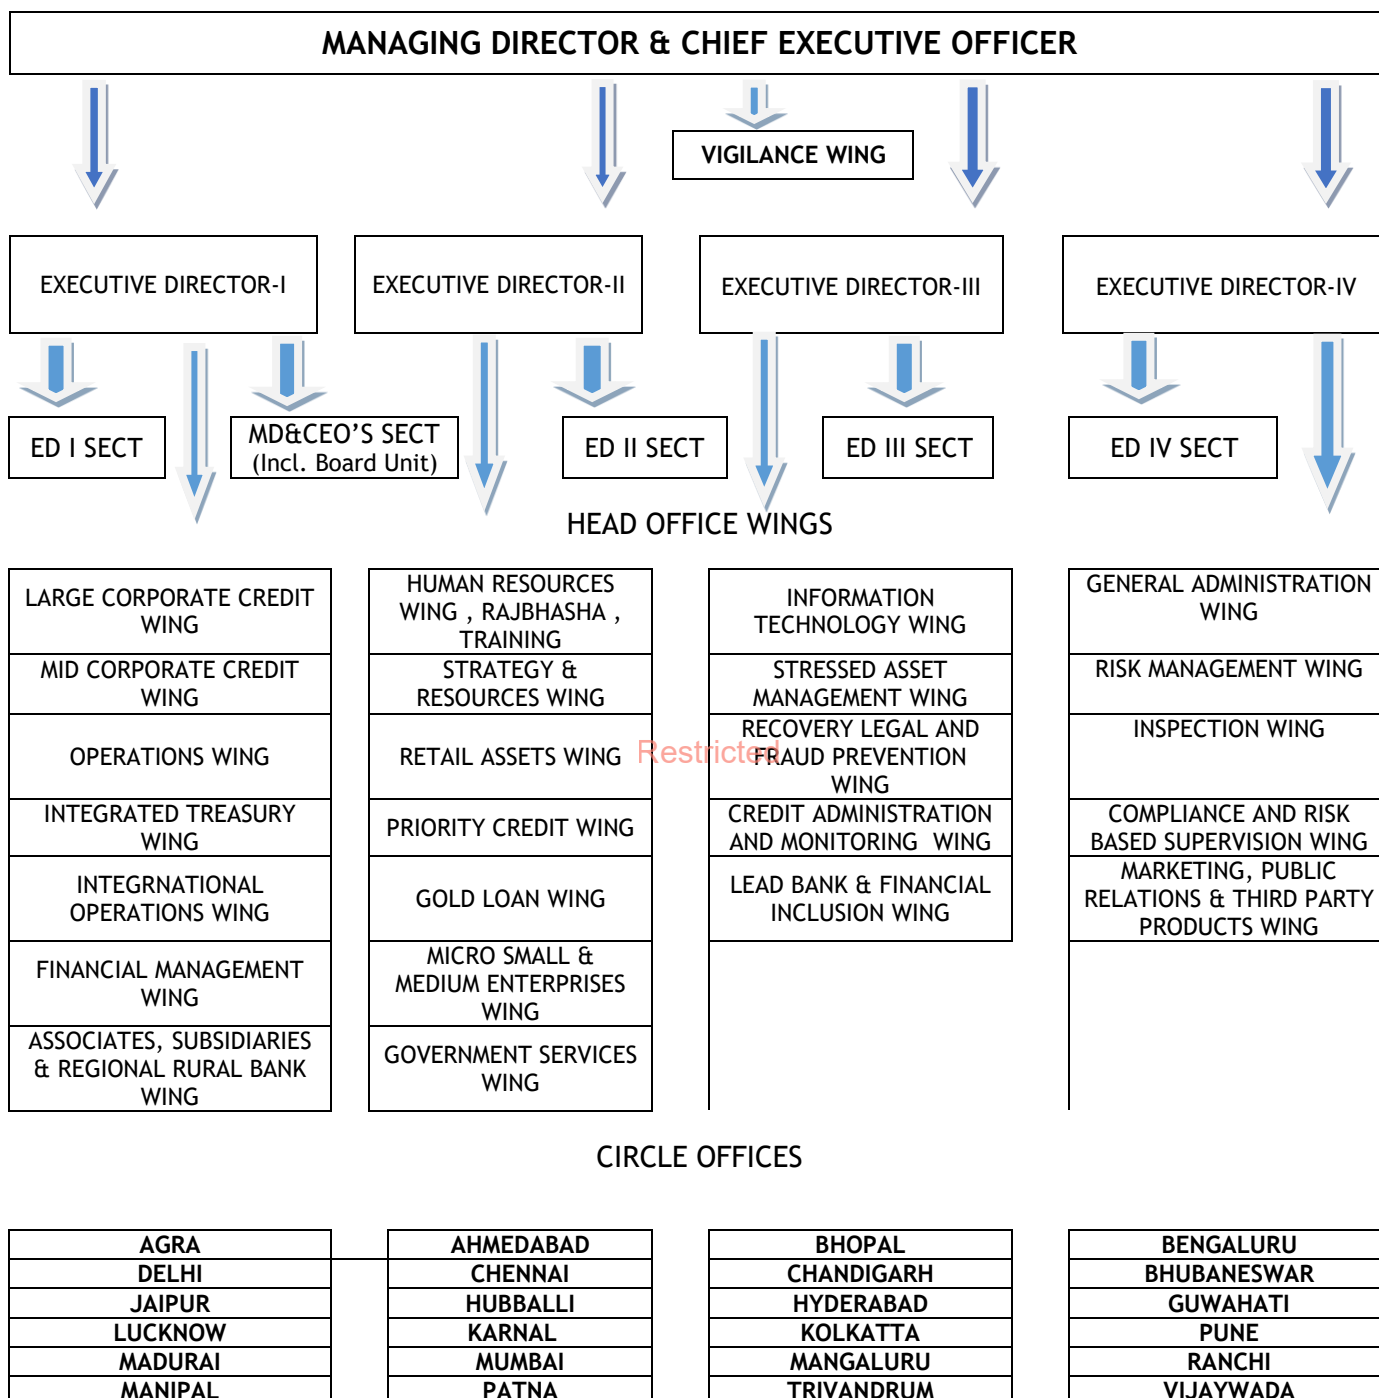 MANAGING DIRECTOR & CHIEF EXECUTIVE OFFICER
VIGILANCE WING
EXECUTIVE DIRECTOR-I
EXECUTIVE DIRECTOR-II
EXECUTIVE DIRECTOR-III
EXECUTIVE DIRECTOR-IV
ED I SECT
MD&CEO'S SECT
(Incl. Board Unit)
ED II SECT
ED III SECT
ED IV SECT
HEAD OFFICE WINGS
LARGE CORPORATE CREDIT
WING
HUMAN RESOURCES
WING , RAJBHASHA ,
TRAINING
INFORMATION
TECHNOLOGY WING
GENERAL ADMINISTRATION
WING
MID CORPORATE CREDIT
WING
STRATEGY &
RESOURCES WING
STRESSED ASSET
MANAGEMENT WING
RISK MANAGEMENT WING
OPERATIONS WING
RETAIL ASSETS WING
Restricted
RECOVERY LEGAL AND
FRAUD PREVENTION
WING
INSPECTION WING
INTEGRATED TREASURY
WING
PRIORITY CREDIT WING
CREDIT ADMINISTRATION
AND MONITORING WING
COMPLIANCE AND RISK
BASED SUPERVISION WING
INTEGRNATIONAL
OPERATIONS WING
GOLD LOAN WING
LEAD BANK & FINANCIAL
INCLUSION WING
MARKETING, PUBLIC
RELATIONS & THIRD PARTY
PRODUCTS WING
FINANCIAL MANAGEMENT
WING
MICRO SMALL &
MEDIUM ENTERPRISES
WING
ASSOCIATES, SUBSIDIARIES
& REGIONAL RURAL BANK
WING
GOVERNMENT SERVICES
WING
CIRCLE OFFICES
AGRA
AHMEDABAD
BHOPAL
BENGALURU
DELHI
CHENNAI
CHANDIGARH
BHUBANESWAR
JAIPUR
HUBBALLI
HYDERABAD
GUWAHATI
LUCKNOW
KARNAL
KOLKATTA
PUNE
MADURAI
MUMBAI
MANGALURU
RANCHI
MANIPAL
PATNA
TRIVANDRUM
VIJAYWADA